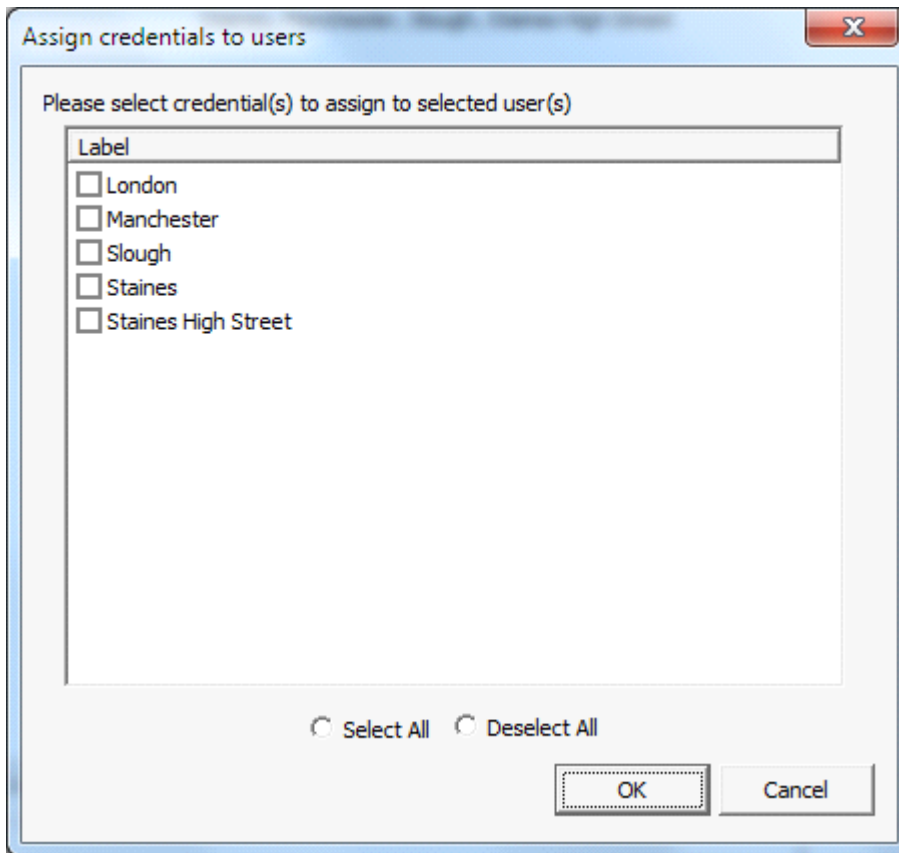 Assign credentials to users
Please select credential(s) to assign to selected user(s)
Label
London
Manchester
Slough
Staines
Staines High Street
Select All Deselect All
OK Cancel